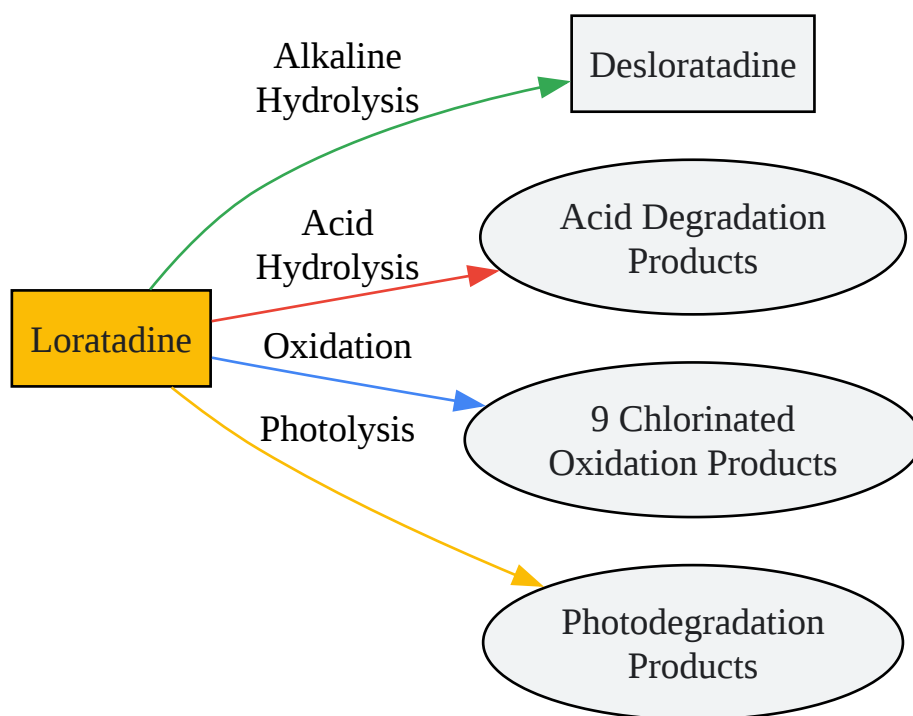 Alkaline
Hydrolysis
Desloratadine
Acid
Hydrolysis
Acid Degradation
Products
Loratadine
Oxidation
9 Chlorinated
Oxidation Products
Photolysis
Photodegradation
Products